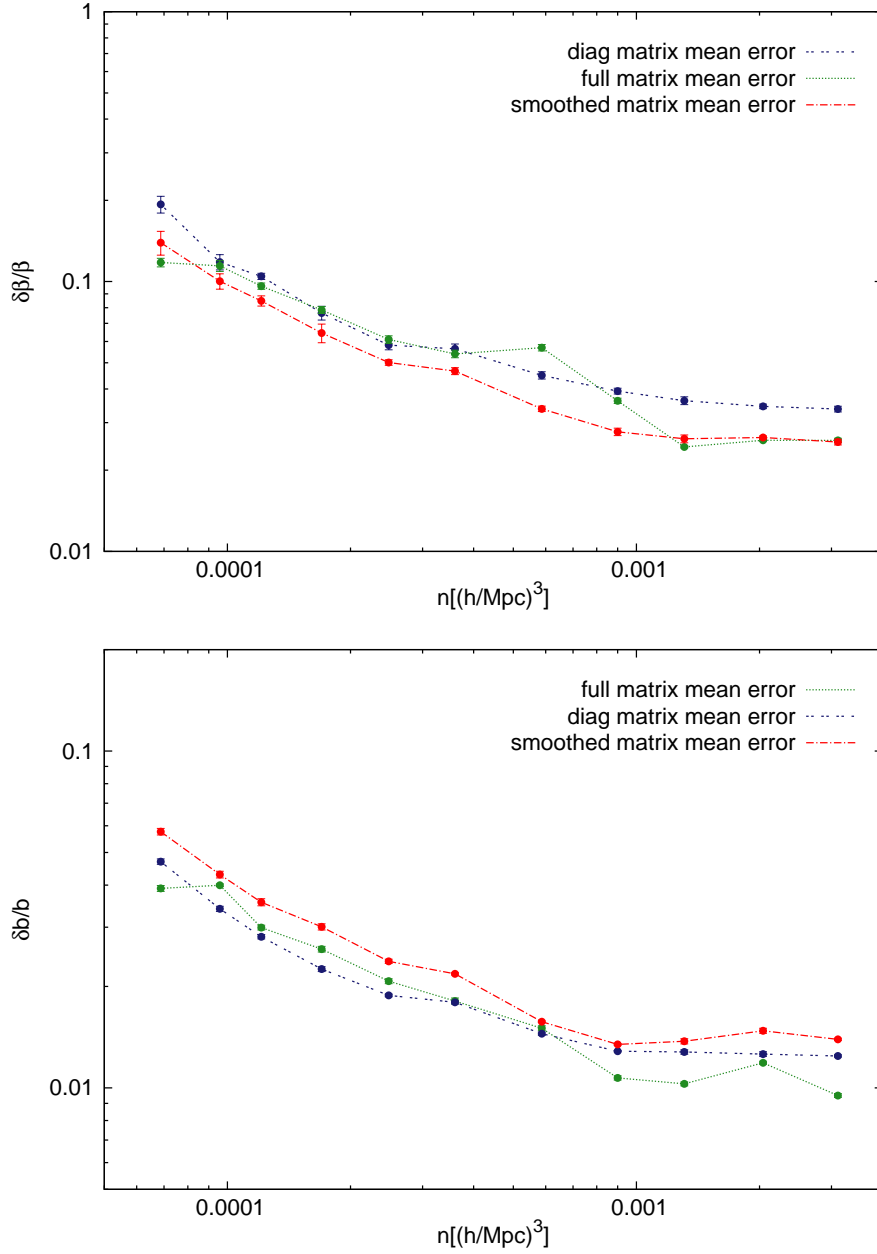 1
diag matrix mean error
full matrix mean error
smoothed matrix mean error
0.1
δβ/β
0.01
0.0001
0.001
n[(h/Mpc)^3]
full matrix mean error
diag matrix mean error
smoothed matrix mean error
0.1
δb/b
0.01
0.0001
0.001
n[(h/Mpc)^3]